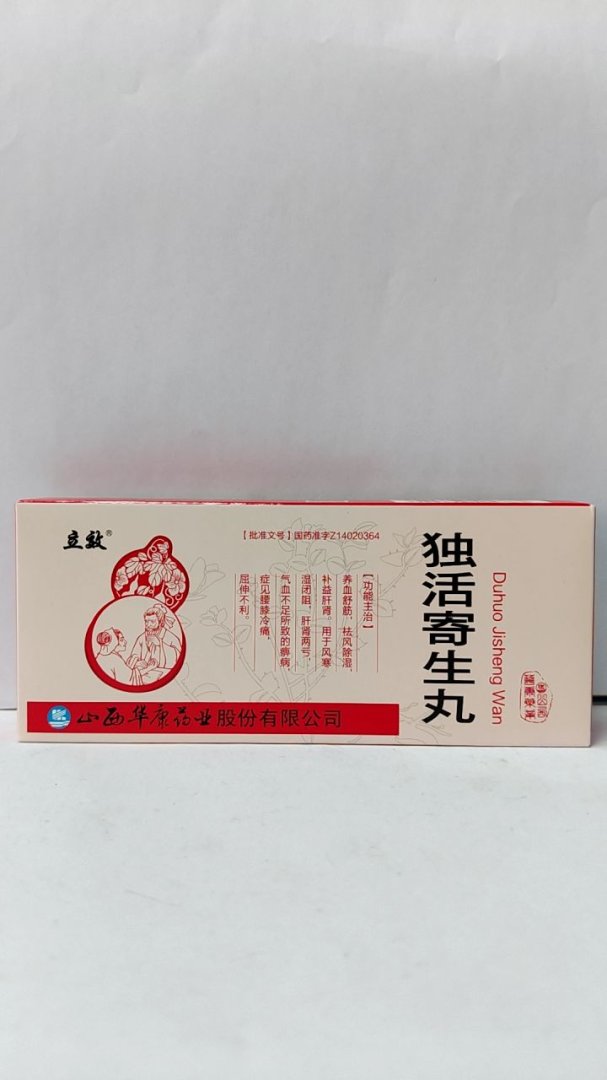 立效®
【批准文号】国药准字Z14020364
独活寄生丸
Duhuo Jisheng Wan
【功能主治】
养血舒筋，祛风除湿，
补益肝肾。用于风寒
湿闭阻，肝肾两亏，
气血不足所致的痹病，
症见腰膝冷痛，
屈伸不利。
山西华康药业股份有限公司